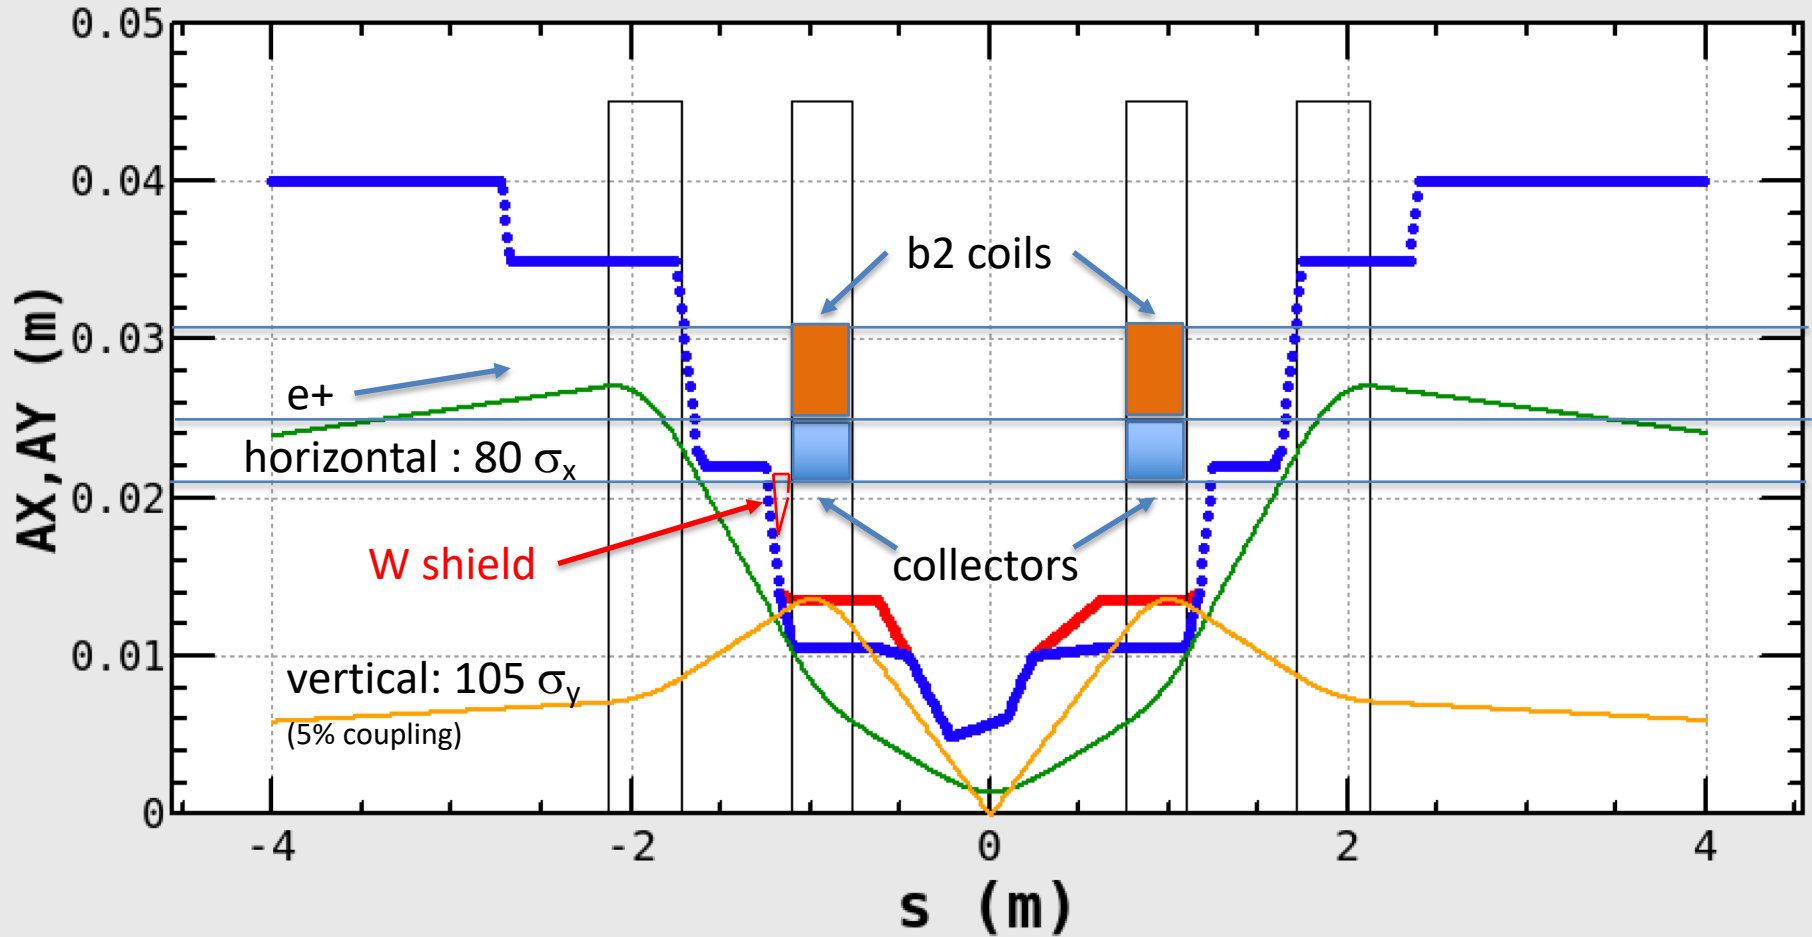 0.05
0.04
0.03
0.02
0.01
0
AX,AY (m)
b2 coils
e+
horizontal : 80 σx
W shield
collectors
vertical: 105 σy
(5% coupling)
-4 -2 0 2 4
s (m)